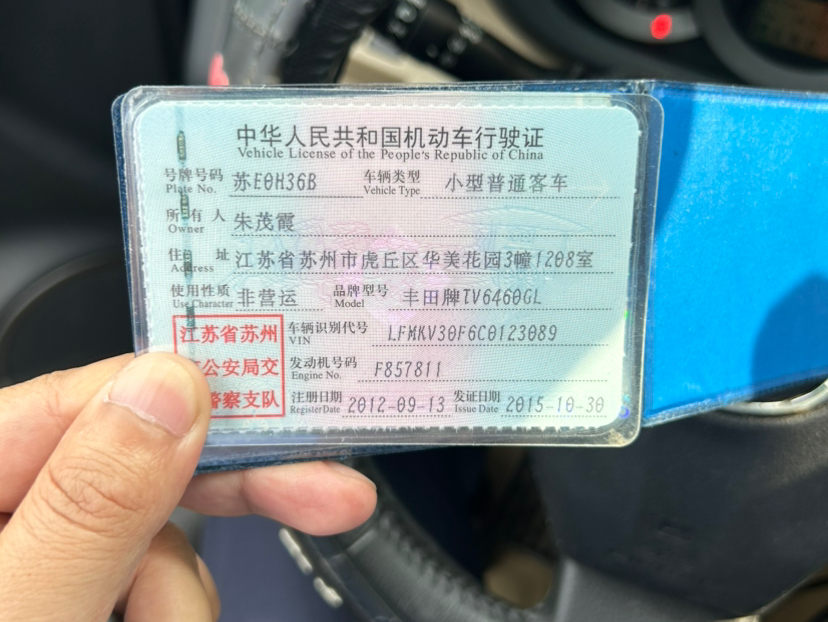 中华人民共和国机动车行驶证
Vehicle License of the People's Republic of China
号牌号码 苏E0H36B 车辆类型 小型普通客车
Plate No. Vehicle Type
所有人 朱茂霞
Owner
住址 江苏省苏州市虎丘区华美花园3幢1208室
Address
使用性质 非营运 品牌型号 丰田牌TV6460GL
Use Character Model
江苏省苏州 车辆识别代号 LFMKV30F6C0123089
VIN
公安局交 发动机号码 F857811
Engine No.
警察支队 注册日期 2012-09-13 发证日期 2015-10-30
Register Date Issue Date